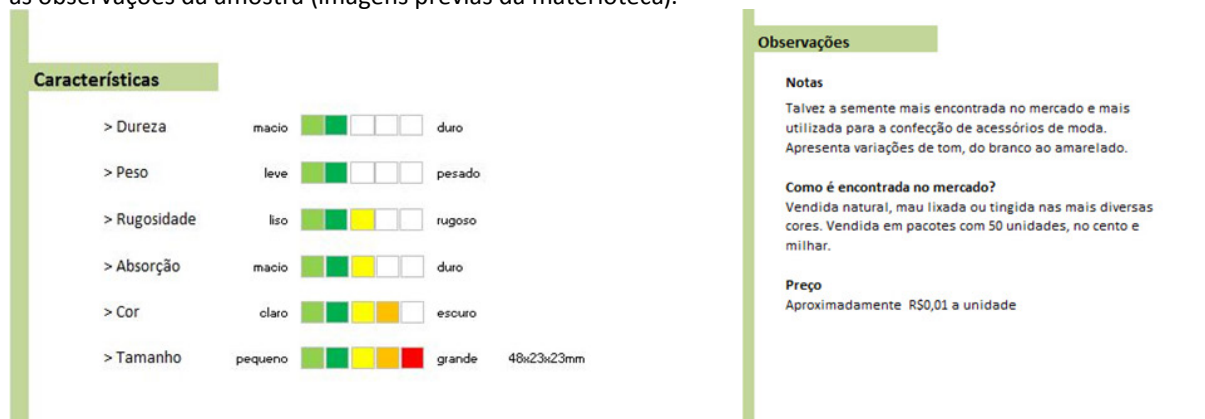 as observações da amostra (imagens prévias da materioteca).
Características
> Dureza macio duro
> Peso leve pesado
> Rugosidade liso rugoso
> Absorção macio duro
> Cor claro escuro
> Tamanho pequeno grande 48x23x23mm
Observações
Notas
Talvez a semente mais encontrada no mercado e mais
utilizada para a confecção de acessórios de moda.
Apresenta variações de tom, do branco ao amarelado.
Como é encontrada no mercado?
Vendida natural, mau lixada ou tingida nas mais diversas
cores. Vendida em pacotes com 50 unidades, no cento e
milhar.
Preço
Aproximadamente R$0,01 a unidade